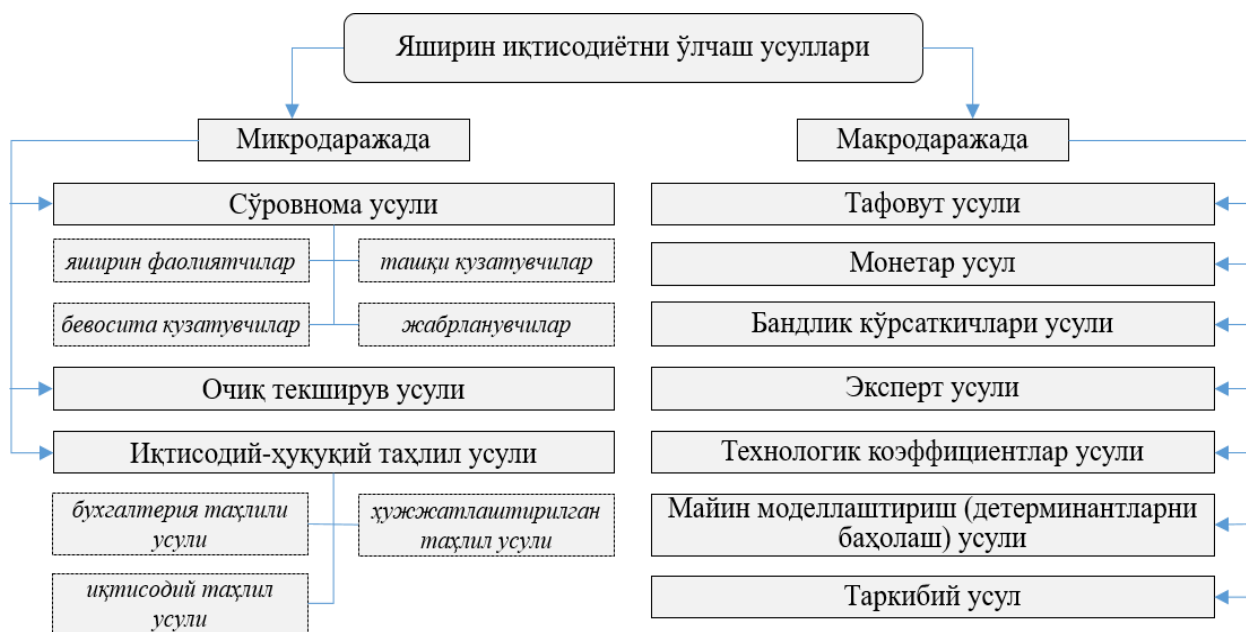 Яширин иқтисодиётни ўлчаш усуллари
Микродаражада
Макродаражада
Сўровнома усули
яширин фаолиятчилар
ташқи кузатувчилар
бевосита кузатувчилар
жабрланувчилар
Очиқ текширув усули
Иқтисодий-ҳуқуқий таҳлил усули
бухгалтерия таҳлили
усули
ҳужжатлаштирилган
таҳлил усули
иқтисодий таҳлил
усули
Тафовут усули
Монетар усул
Бандлик кўрсаткичлари усули
Эксперт усули
Технологик коэффициентлар усули
Майин моделлаштириш (детерминантларни
баҳолаш) усули
Таркибий усул